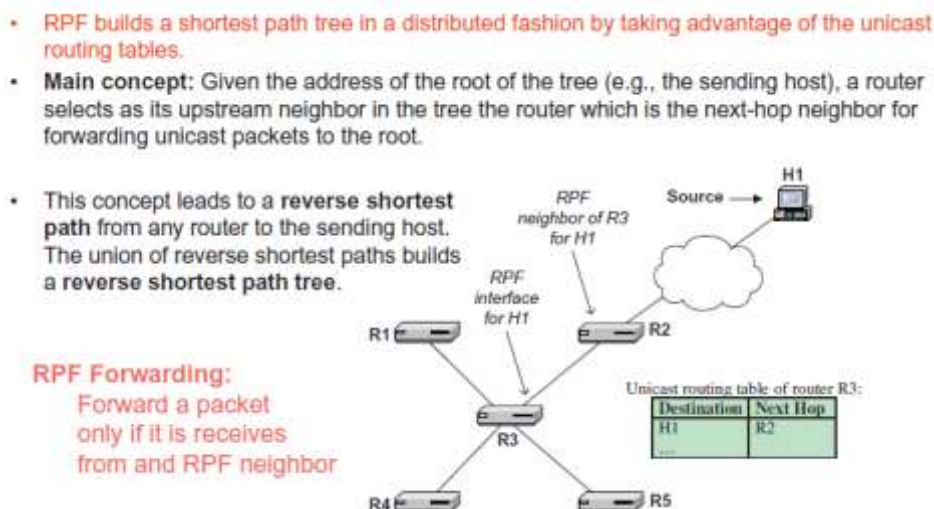 • RPF builds a shortest path tree in a distributed fashion by taking advantage of the unicast
routing tables.
• Main concept: Given the address of the root of the tree (e.g., the sending host), a router
selects as its upstream neighbor in the tree the router which is the next-hop neighbor for
forwarding unicast packets to the root.
• This concept leads to a reverse shortest
path from any router to the sending host.
The union of reverse shortest paths builds
a reverse shortest path tree.
H1
Source
RPF
neighbor of R3
for H1
RPF
interface
for H1
R1
R2
RPF Forwarding:
Forward a packet
only if it is receives
from and RPF neighbor
R3
Unicast routing table of router R3:
Destination Next Hop
H1 R2
...
R4
R5